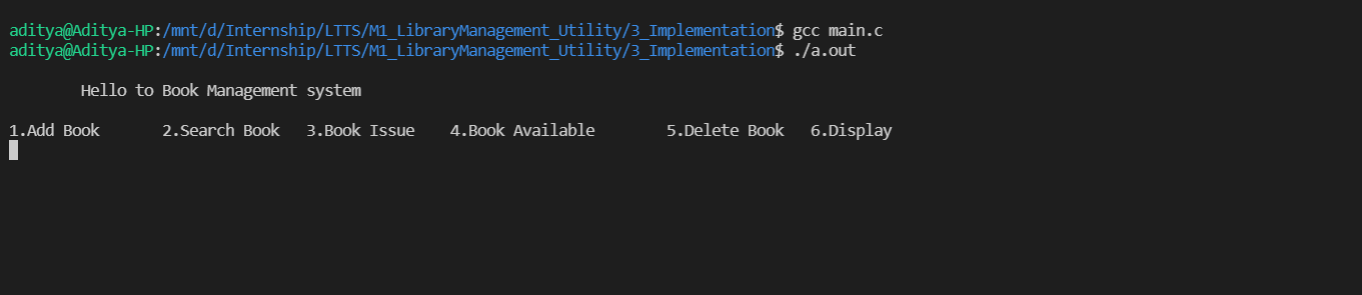 aditya@Aditya-HP:/mnt/d/Internship/LTTS/M1_LibraryManagement_Utility/3_Implementation$ gcc main.c
aditya@Aditya-HP:/mnt/d/Internship/LTTS/M1_LibraryManagement_Utility/3_Implementation$ ./a.out
Hello to Book Management system
1.Add Book 2.Search Book 3.Book Issue 4.Book Available 5.Delete Book 6.Display